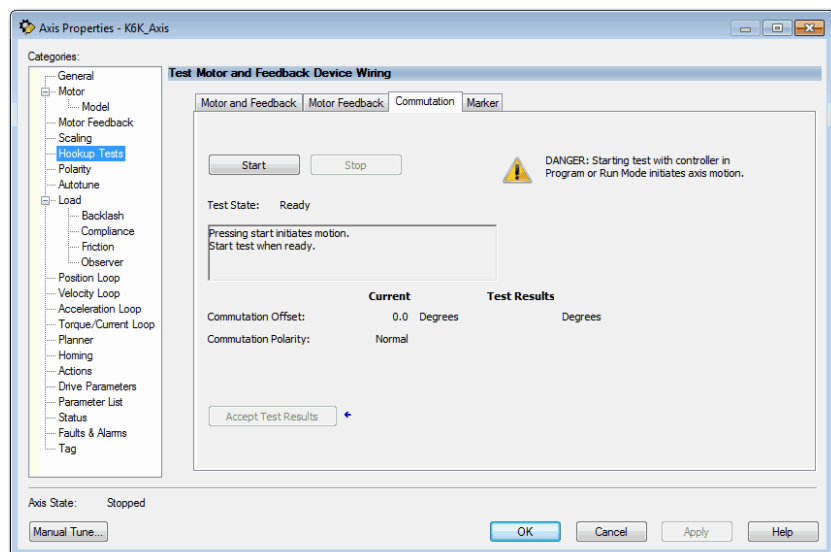 Axis Properties - K6K_Axis
Categories:
General
Motor
Model
Motor Feedback
Scaling
Hookup Tests
Polarity
Autotune
Load
Backlash
Compliance
Friction
Observer
Position Loop
Velocity Loop
Acceleration Loop
Torque/Current Loop
Planner
Homing
Actions
Drive Parameters
Parameter List
Status
Faults & Alarms
Tag
Test Motor and Feedback Device Wiring
Motor and Feedback Motor Feedback Commutation Marker
Start Stop
DANGER: Starting test with controller in
Program or Run Mode initiates axis motion.
Test State: Ready
Pressing start initiates motion.
Start test when ready.
Current Test Results
Commutation Offset: 0.0 Degrees Degrees
Commutation Polarity: Normal
Accept Test Results
Axis State: Stopped
Manual Tune... OK Cancel Apply Help